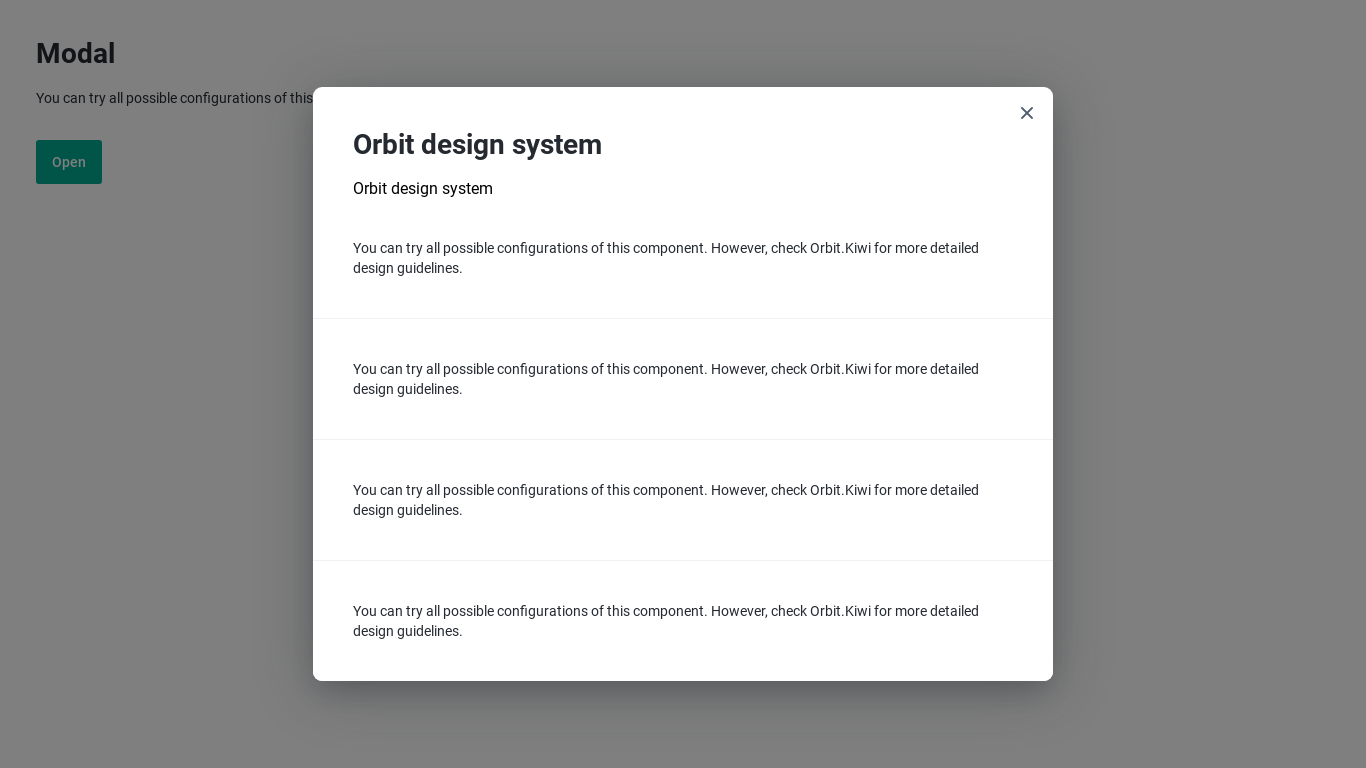 Modal
You can try all possible configurations of this
Open
Orbit design system
Orbit design system
You can try all possible configurations of this component. However, check Orbit.Kiwi for more detailed
design guidelines.
You can try all possible configurations of this component. However, check Orbit.Kiwi for more detailed
design guidelines.
You can try all possible configurations of this component. However, check Orbit.Kiwi for more detailed
design guidelines.
You can try all possible configurations of this component. However, check Orbit.Kiwi for more detailed
design guidelines.